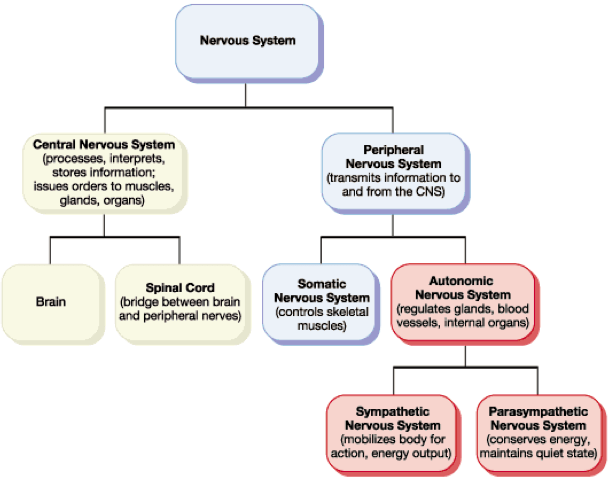 Nervous System
Central Nervous System
(processes, interprets,
stores information;
issues orders to muscles,
glands, organs)
Peripheral
Nervous System
(transmits information to
and from the CNS)
Brain
Spinal Cord
(bridge between brain
and peripheral nerves)
Somatic
Nervous System
(controls skeletal
muscles)
Autonomic
Nervous System
(regulates glands, blood
vessels, internal organs)
Sympathetic
Nervous System
(mobilizes body for
action, energy output)
Parasympathetic
Nervous System
(conserves energy,
maintains quiet state)